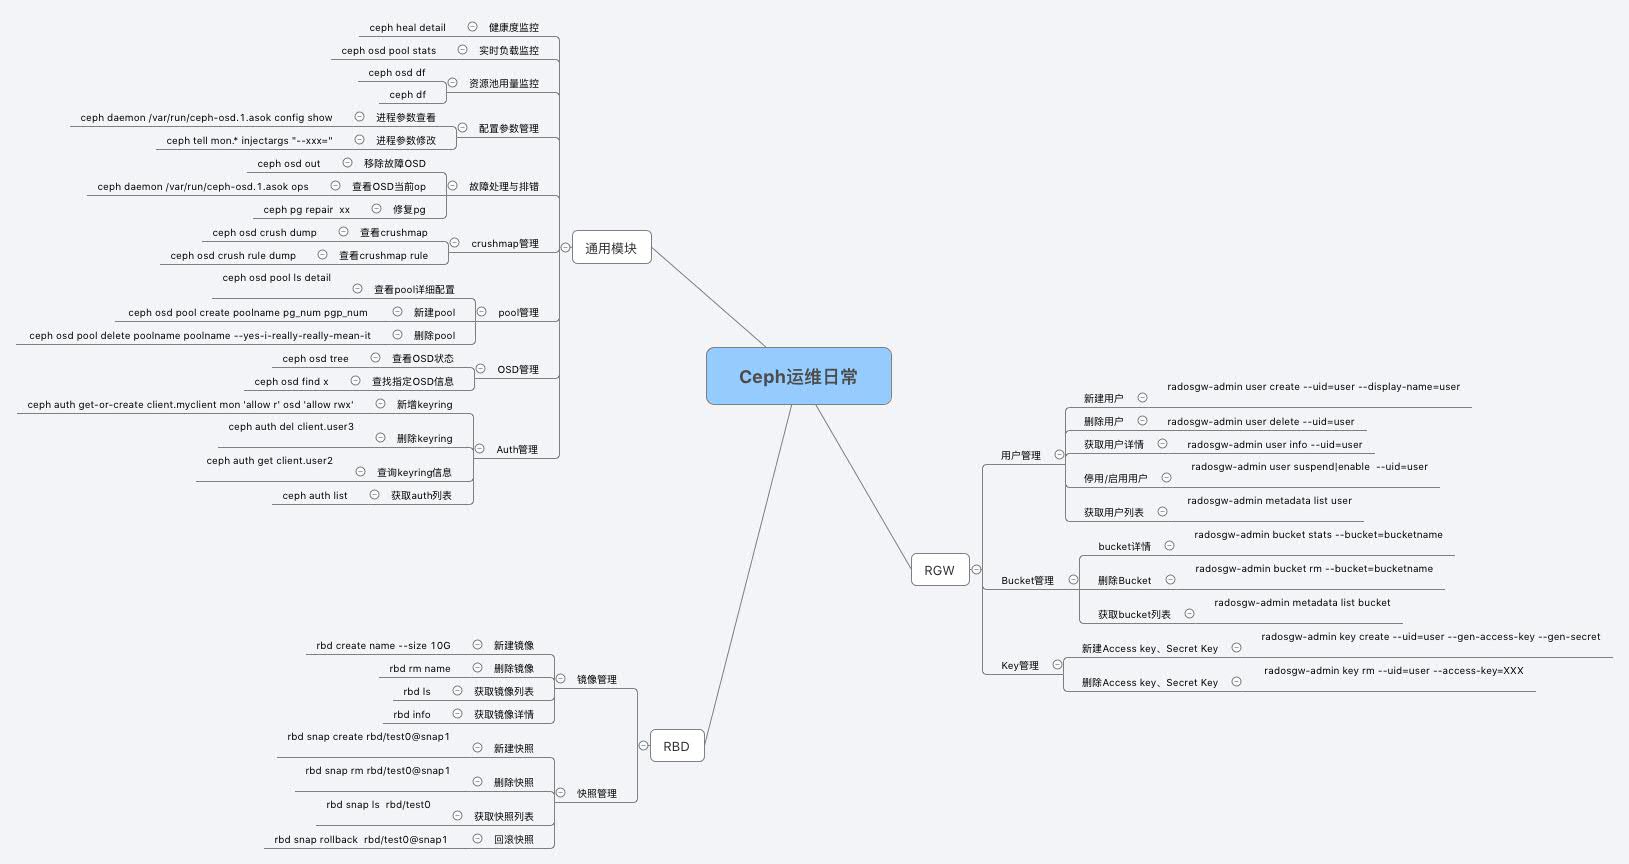 ceph heal detail 健康度监控
ceph osd pool stats 实时负载监控
ceph osd df
资源池用量监控
ceph df
ceph daemon /var/run/ceph-osd.1.asok config show 进程参数查看
配置参数管理
ceph tell mon.* injectargs "--xxx=" 进程参数修改
ceph osd out 移除故障OSD
ceph daemon /var/run/ceph-osd.1.asok ops 查看OSD当前op 故障处理与排错
ceph pg repair  xx 修复pg
ceph osd crush dump 查看crushmap
crushmap管理
ceph osd crush rule dump 查看crushmap rule
通用模块
ceph osd pool ls detail
查看pool详细配置
ceph osd pool create poolname pg_num pgp_num 新建pool pool管理
ceph osd pool delete poolname poolname --yes-i-really-really-mean-it 删除pool
ceph osd tree 查看OSD状态
OSD管理
ceph osd find x 查找指定OSD信息
ceph auth get-or-create client.myclient mon 'allow r' osd 'allow rwx' 新增keyring
ceph auth del client.user3
删除keyring
Auth管理
ceph auth get client.user2
查询keyring信息
ceph auth list 获取auth列表
Ceph运维日常
radosgw-admin user create --uid=user --display-name=user
新建用户
删除用户 radosgw-admin user delete --uid=user
获取用户详情 radosgw-admin user info --uid=user
用户管理
radosgw-admin user suspend|enable  --uid=user
停用/启用用户
radosgw-admin metadata list user
获取用户列表
radosgw-admin bucket stats --bucket=bucketname
bucket详情
RGW
radosgw-admin bucket rm --bucket=bucketname
Bucket管理 删除Bucket
radosgw-admin metadata list bucket
获取bucket列表
radosgw-admin key create --uid=user --gen-access-key --gen-secret
新建Access key、Secret Key
Key管理
radosgw-admin key rm --uid=user --access-key=XXX
删除Access key、Secret Key
rbd create name --size 10G 新建镜像
rbd rm name 删除镜像
镜像管理
rbd ls 获取镜像列表
rbd info 获取镜像详情
rbd snap create rbd/test0@snap1
新建快照
RBD
rbd snap rm rbd/test0@snap1
删除快照
快照管理
rbd snap ls  rbd/test0
获取快照列表
rbd snap rollback  rbd/test0@snap1 回滚快照